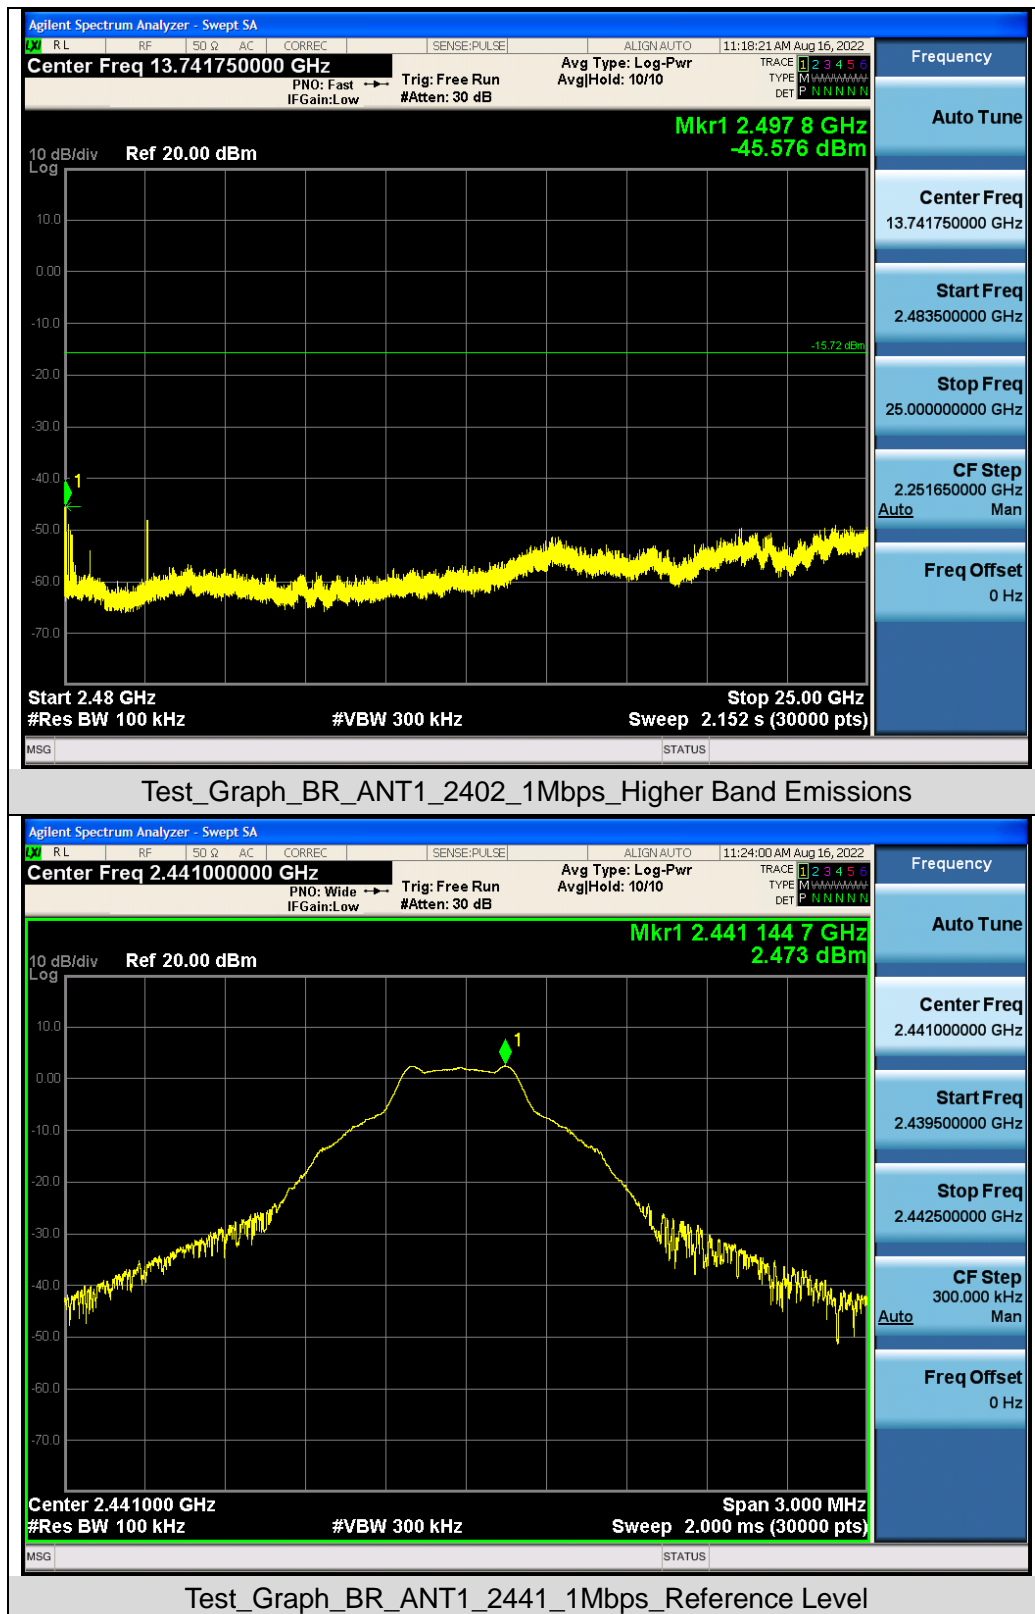 Agilent Spectrum Analyzer - Swept SA
LXI RL RF 50 Ω AC CORREC SENSE:PULSE ALIGN AUTO 11:18:21 AM Aug 16, 2022
Center Freq 13.741750000 GHz
PNO: Fast
IFGain:Low
Trig: Free Run
#Atten: 30 dB
Avg Type: Log-Pwr
Avg|Hold: 10/10
TRACE 1 2 3 4 5 6
TYPE M
DET P N N N N N
Mkr1 2.497 8 GHz
-45.576 dBm
10 dB/div Ref 20.00 dBm
Log
10.0
0.00
-10.0
-15.72 dBm
-20.0
-30.0
-40.0
1
-50.0
-60.0
-70.0
Start 2.48 GHz Stop 25.00 GHz
#Res BW 100 kHz #VBW 300 kHz Sweep 2.152 s (30000 pts)
MSG STATUS
Frequency
Auto Tune
Center Freq
13.741750000 GHz
Start Freq
2.483500000 GHz
Stop Freq
25.000000000 GHz
CF Step
2.251650000 GHz
Auto Man
Freq Offset
0 Hz
Test_Graph_BR_ANT1_2402_1Mbps_Higher Band Emissions
Agilent Spectrum Analyzer - Swept SA
LXI RL RF 50 Ω AC CORREC SENSE:PULSE ALIGN AUTO 11:24:00 AM Aug 16, 2022
Center Freq 2.441000000 GHz
PNO: Wide
IFGain:Low
Trig: Free Run
#Atten: 30 dB
Avg Type: Log-Pwr
Avg|Hold: 10/10
TRACE 1 2 3 4 5 6
TYPE M
DET P N N N N N
Mkr1 2.441 144 7 GHz
2.473 dBm
10 dB/div Ref 20.00 dBm
Log
10.0
1
0.00
-10.0
-20.0
-30.0
-40.0
-50.0
-60.0
-70.0
Center 2.441000 GHz Span 3.000 MHz
#Res BW 100 kHz #VBW 300 kHz Sweep 2.000 ms (30000 pts)
MSG STATUS
Frequency
Auto Tune
Center Freq
2.441000000 GHz
Start Freq
2.439500000 GHz
Stop Freq
2.442500000 GHz
CF Step
300.000 kHz
Auto Man
Freq Offset
0 Hz
Test_Graph_BR_ANT1_2441_1Mbps_Reference Level